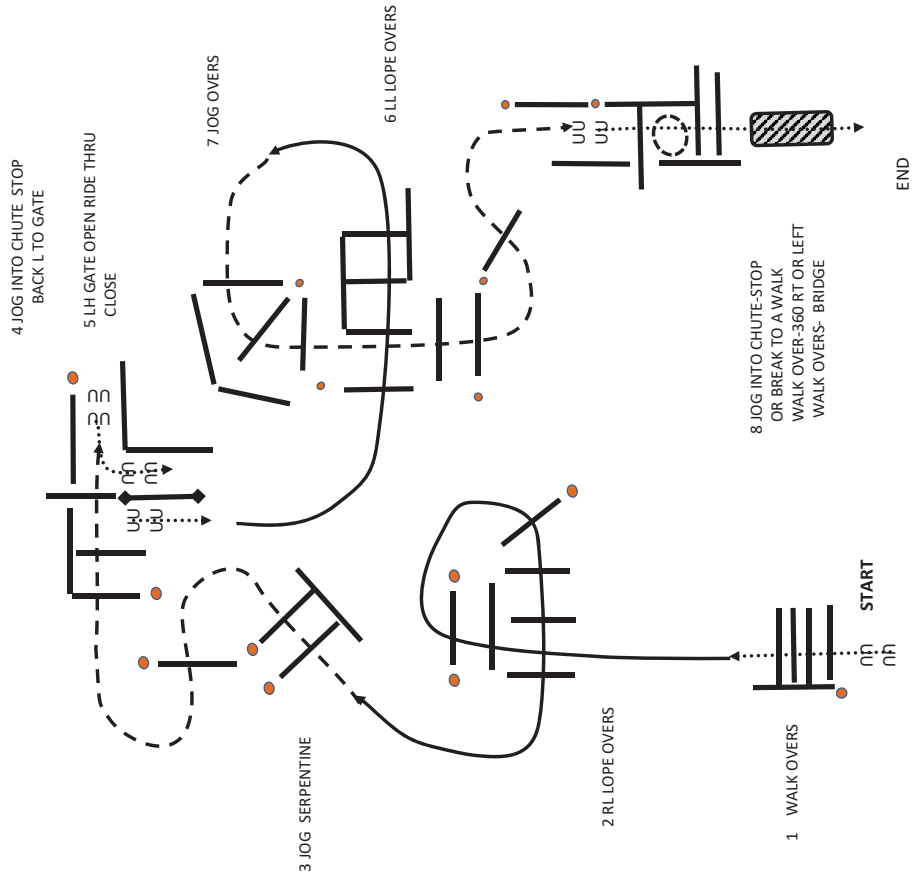 4 JOG INTO CHUTE STOP
BACK L TO GATE
5 LH GATE OPEN RIDE THRU
CLOSE
7 JOG OVERS
6 LL LOPE OVERS
3 JOG SERPENTINE
2 RL LOPE OVERS
1 WALK OVERS
START
8 JOG INTO CHUTE-STOP
OR BREAK TO A WALK
WALK OVER-360 RT OR LEFT
WALK OVERS- BRIDGE
END